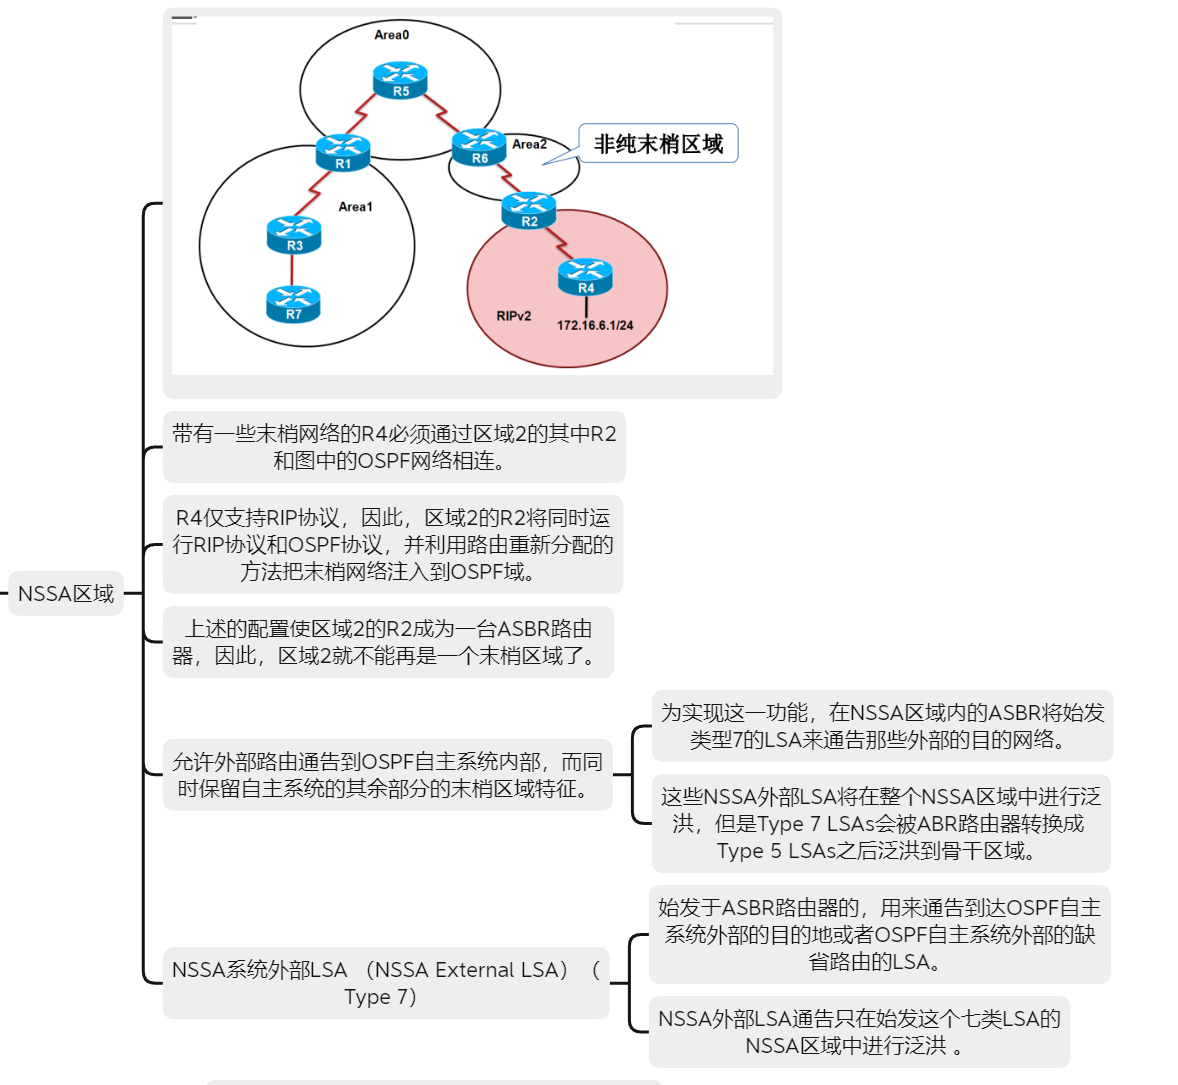 Area0
R5
R1
R6
Area2
非纯末梢区域
Area1
R3
R2
R7
R4
RIPv2
172.16.6.1/24
带有一些末梢网络的R4必须通过区域2的其中R2
和图中的OSPF网络相连。
R4仅支持RIP协议，因此，区域2的R2将同时运
行RIP协议和OSPF协议，并利用路由重新分配的
方法把末梢网络注入到OSPF域。
NSSA区域
上述的配置使区域2的R2成为一台ASBR路由
器，因此，区域2就不能再是一个末梢区域了。
允许外部路由通告到OSPF自主系统内部，而同
时保留自主系统的其余部分的末梢区域特征。
为实现这一功能，在NSSA区域内的ASBR将始发
类型7的LSA来通告那些外部的目的网络。
这些NSSA外部LSA将在整个NSSA区域中进行泛
洪，但是Type 7 LSAs会被ABR路由器转换成
Type 5 LSAs之后泛洪到骨干区域。
NSSA系统外部LSA （NSSA External LSA）（
Type 7）
始发于ASBR路由器的，用来通告到达OSPF自主
系统外部的目的地或者OSPF自主系统外部的缺
省路由的LSA。
NSSA外部LSA通告只在始发这个七类LSA的
NSSA区域中进行泛洪 。